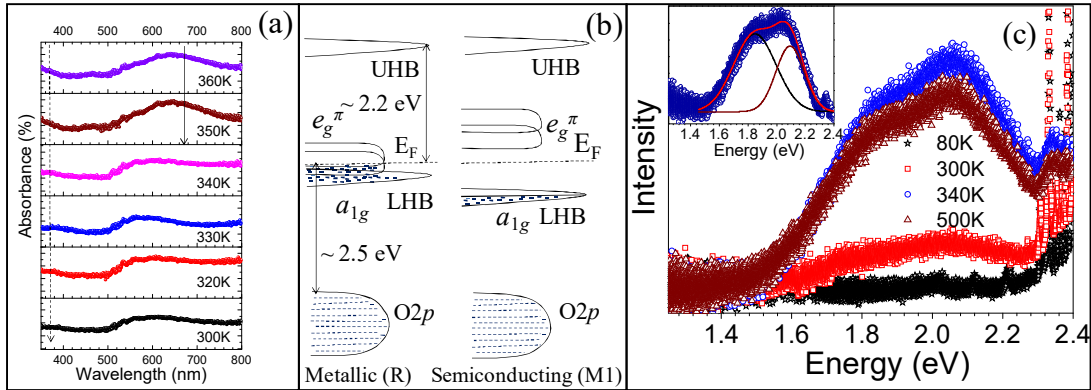 (a)
400 500 600 700 800
360K
350K
340K
330K
320K
300K
Absorbance (%)
400 500 600 700 800
Wavelength (nm)
(b)
UHB
UHB
~ 2.2 eV
e_g^π
e_g^π
E_F
E_F
a_1g
LHB
a_1g
LHB
~ 2.5 eV
O2p
O2p
Metallic (R)
Semiconducting (M1)
(c)
1.4 1.6 1.8 2.0 2.2 2.4
Energy (eV)
80K
300K
340K
500K
Intensity
1.4 1.6 1.8 2.0 2.2 2.4
Energy (eV)